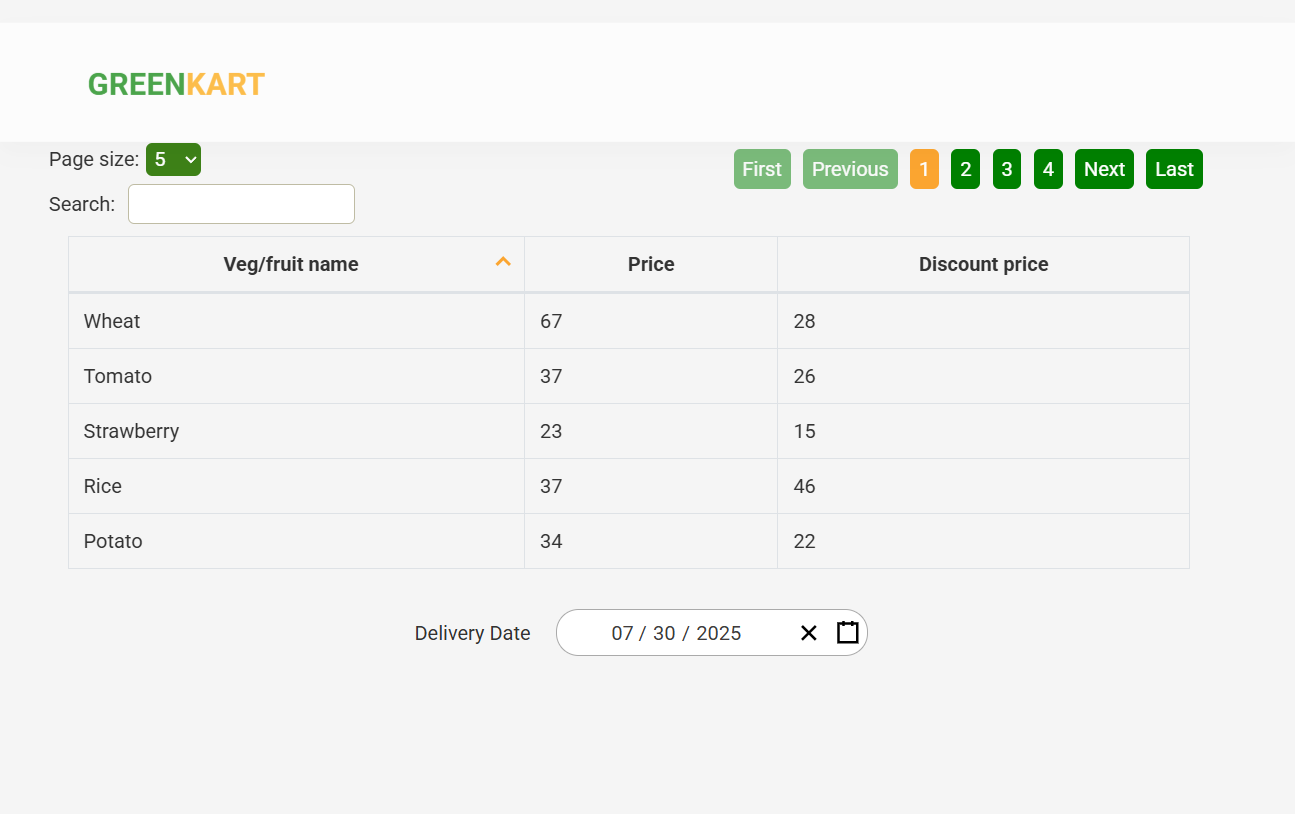 GREENKART
Page size: 5
First Previous 1 2 3 4 Next Last
Search:
Veg/fruit name Price Discount price
Wheat 67 28
Tomato 37 26
Strawberry 23 15
Rice 37 46
Potato 34 22
Delivery Date 07 / 30 / 2025